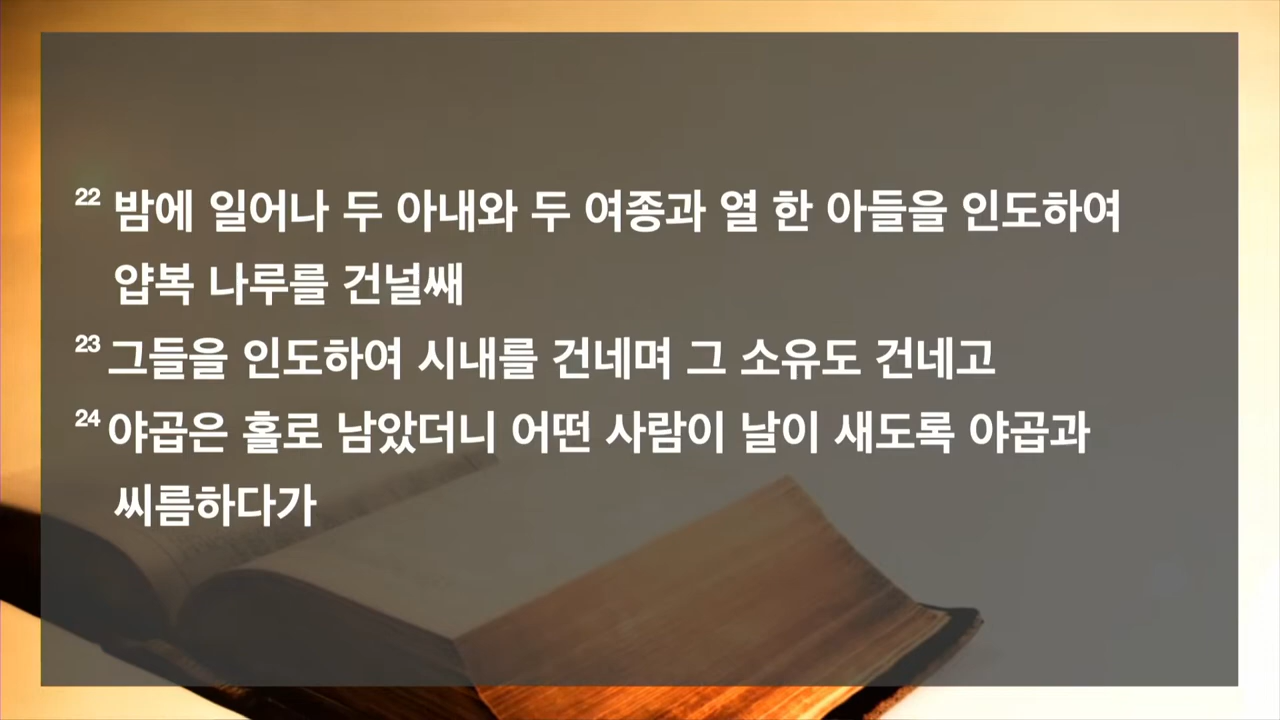 22 밤에 일어나 두 아내와 두 여종과 열 한 아들을 인도하여
얍복 나루를 건널쌔
23 그들을 인도하여 시내를 건네며 그 소유도 건네고
24 야곱은 홀로 남았더니 어떤 사람이 날이 새도록 야곱과
씨름하다가